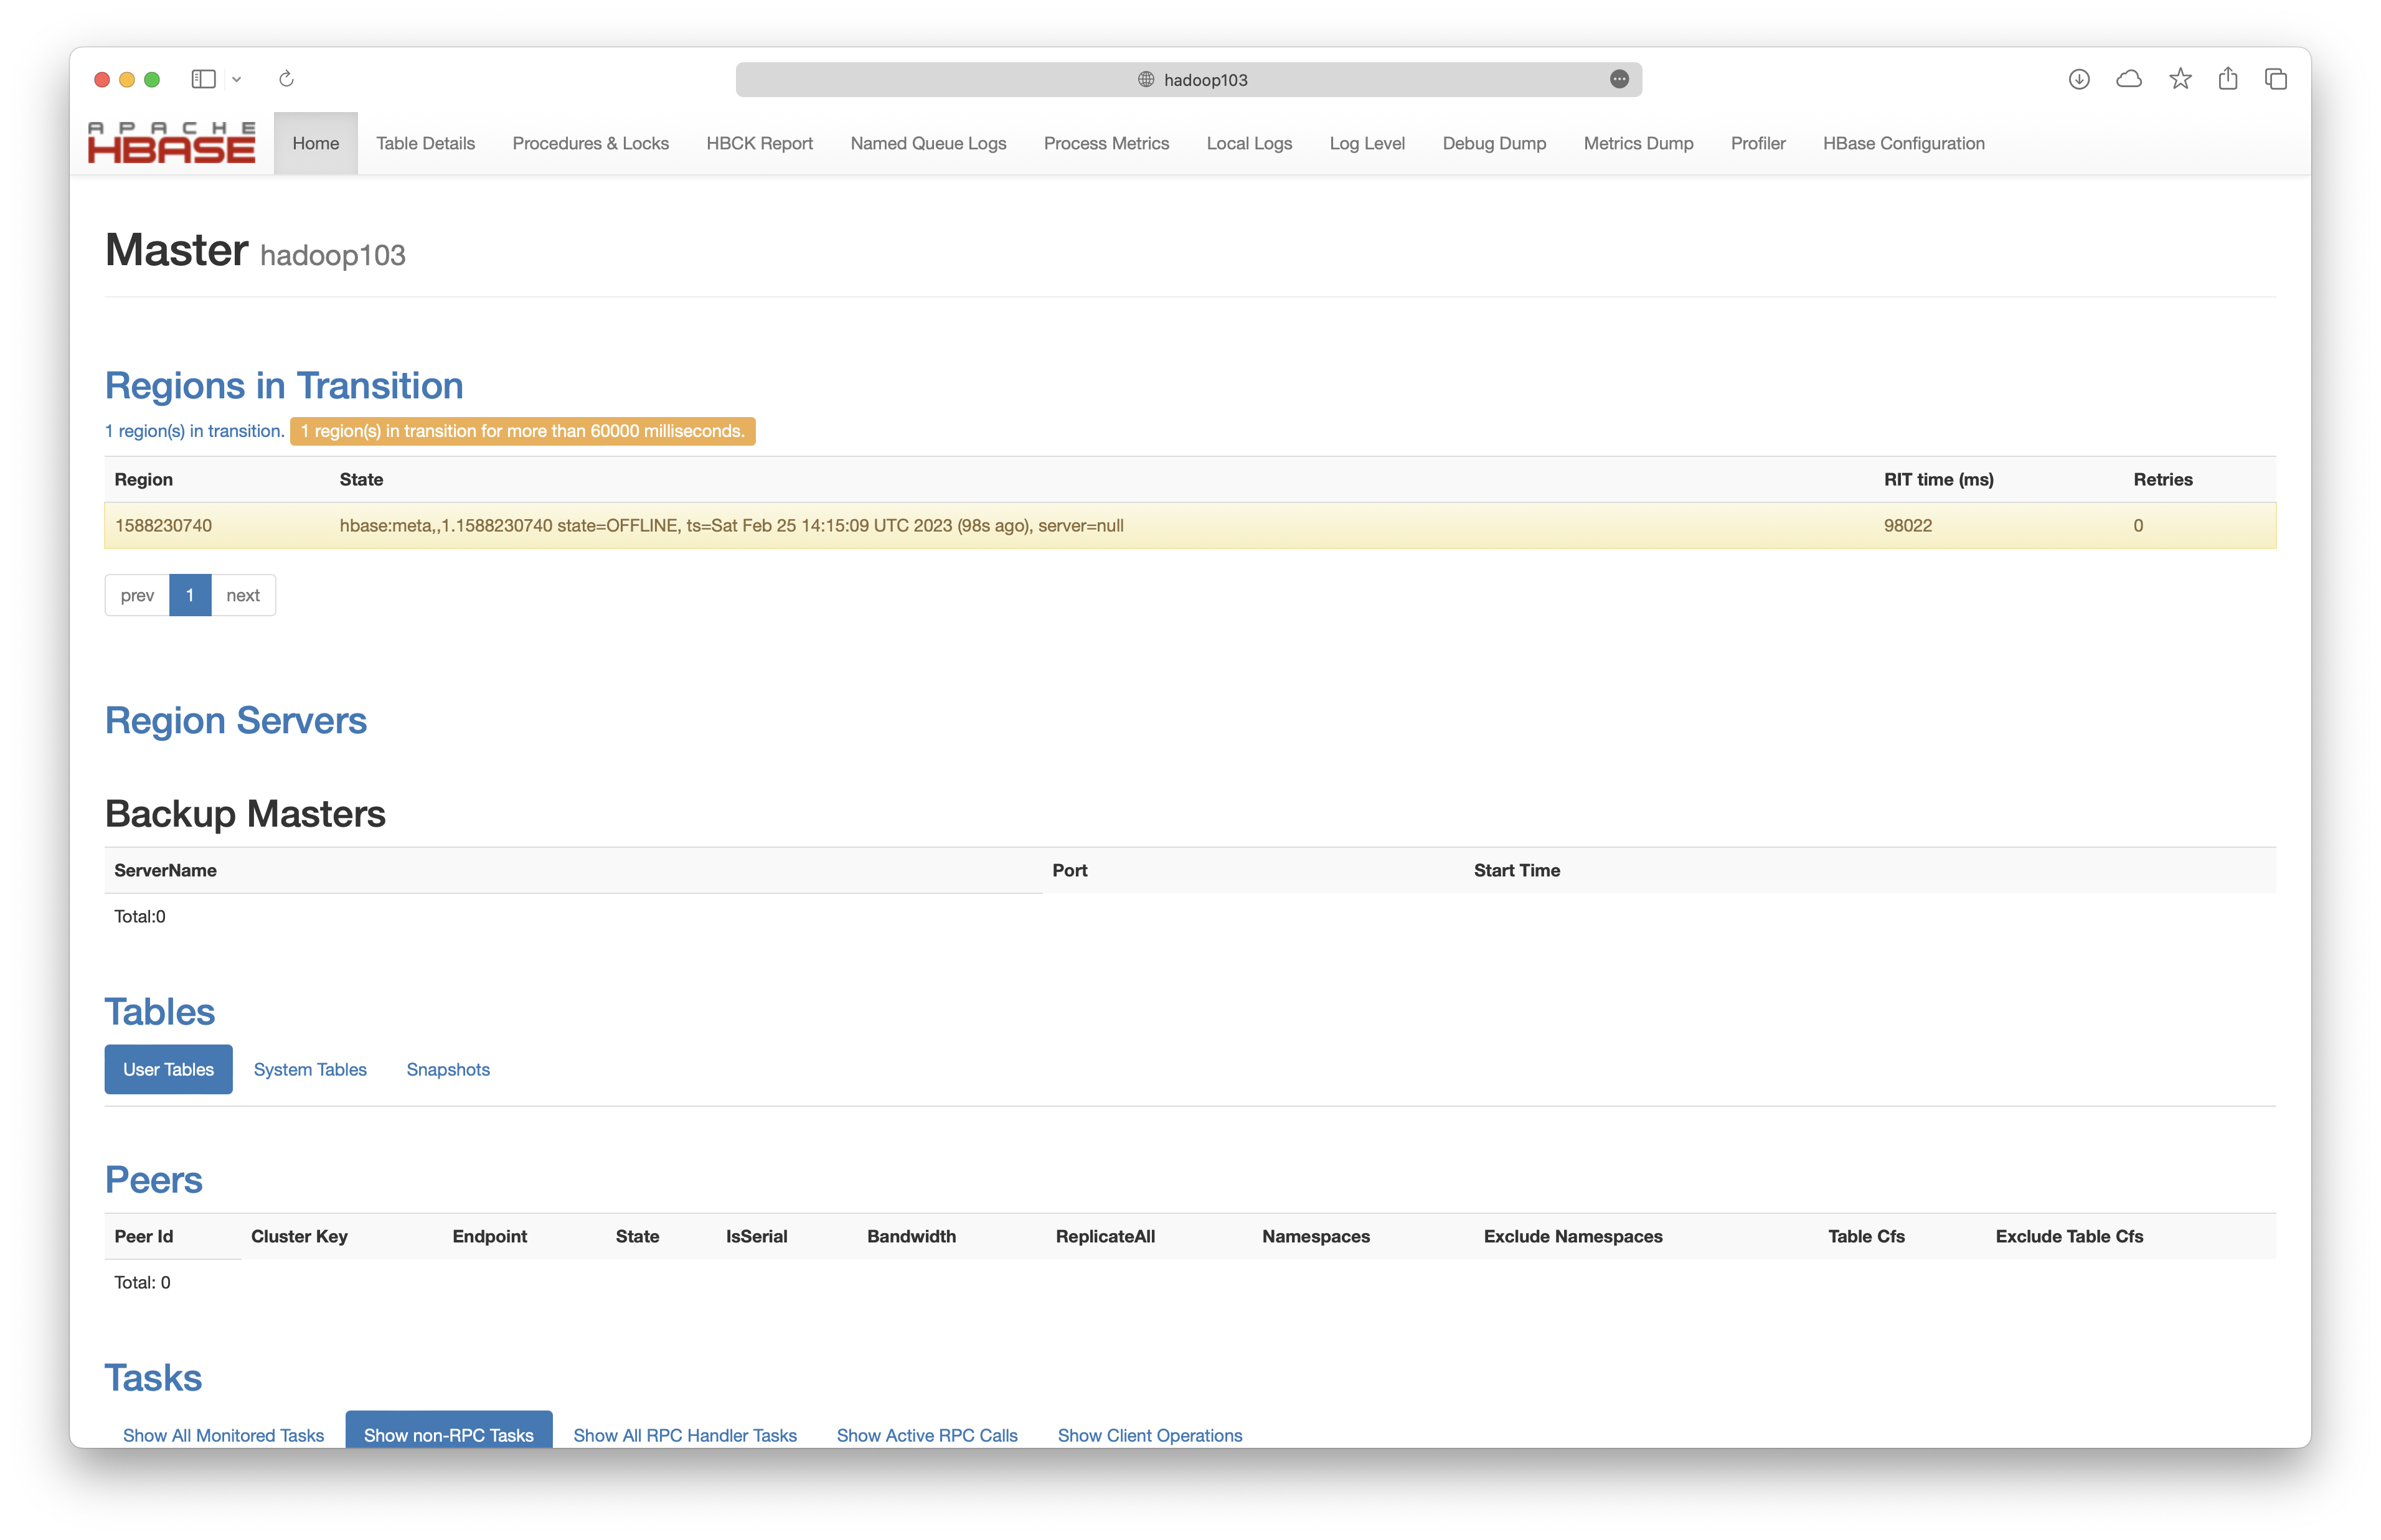 hadoop103
APACHE
HBASE
Home Table Details Procedures & Locks HBCK Report Named Queue Logs Process Metrics Local Logs Log Level Debug Dump Metrics Dump Profiler HBase Configuration
Master hadoop103
Regions in Transition
1 region(s) in transition. 1 region(s) in transition for more than 60000 milliseconds.
Region State RIT time (ms) Retries
1588230740 hbase:meta,,1.1588230740 state=OFFLINE, ts=Sat Feb 25 14:15:09 UTC 2023 (98s ago), server=null 98022 0
prev 1 next
Region Servers
Backup Masters
ServerName Port Start Time
Total:0
Tables
User Tables System Tables Snapshots
Peers
Peer Id Cluster Key Endpoint State IsSerial Bandwidth ReplicateAll Namespaces Exclude Namespaces Table Cfs Exclude Table Cfs
Total: 0
Tasks
Show All Monitored Tasks Show non-RPC Tasks Show All RPC Handler Tasks Show Active RPC Calls Show Client Operations